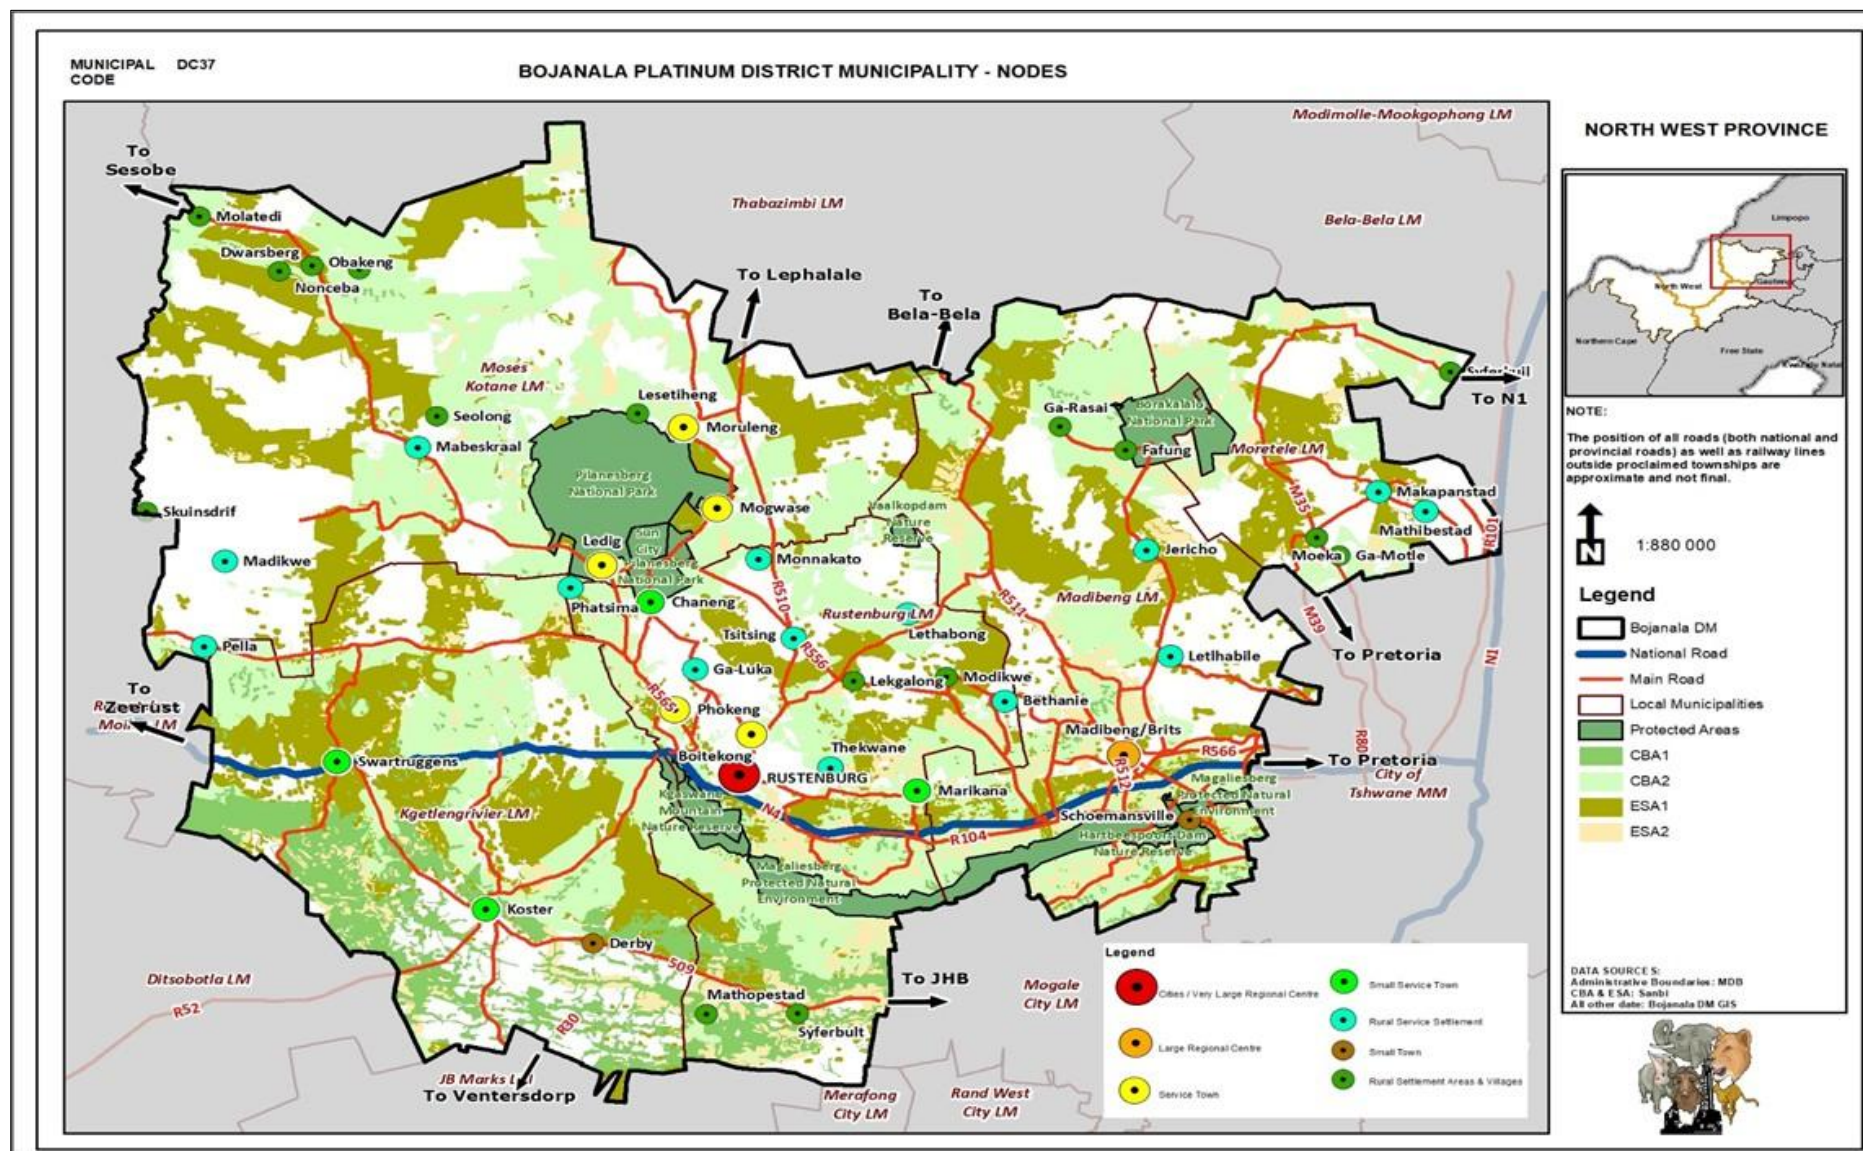 MUNICIPAL DC37
CODE
BOJANALA PLATINUM DISTRICT MUNICIPALITY - NODES
Modimolle-Mookgophong LM
To
Sesobe
Thabazimbi LM
Bela-Bela LM
Molatedi
Dwarsberg
Obakeng
Nonceba
To Lephalale
To
Bela-Bela
Moses
Kotane LM
Lesetlheng
Seolong
Moruleng
Mabeskraal
Ga-Rasai
Borakalalo
National Park
Fafung
Moretele LM
To N1
Pilanesberg
National Park
Skuinsdrif
Mogwase
Vaalkopdam
Nature
Reserve
M35
Makapanstad
Mathibestad
R101
Ledig
Sun
City
Madikwe
Pilanesberg
National Park
Monnakato
Jericho
Moeka
Ga-Motle
Phatsima
Chaneng
R510
Rustenburg LM
R511
Madibeng LM
M39
Tsitsing
Lethabong
R556
Pella
Ga-Luka
Letlhabile
To Pretoria
N1
Lekgalong
Modikwe
To
Zeerust
R565
Phokeng
Bethanie
Madibeng/Brits
R566
R80
Boitekong
Thekwane
Swartruggens
RUSTENBURG
R512
To Pretoria
City of
Tshwane MM
Marikana
Magaliesberg
Protected Natural
Environment
Kgaswane
Mountain
Nature Reserve
N4
Kgetlengrivier LM
Schoemansville
R104
Hartbeespoort Dam
Nature Reserve
Magaliesberg
Protected Natural
Environment
Koster
Derby
509
Ditsobotla LM
R52
R30
Mathopestad
Syferbult
To JHB
Mogale
City LM
To Ventersdorp
Merafong
City LM
Rand West
City LM
Legend
Cities / Very Large Regional Centre
Large Regional Centre
Service Town
Small Service Town
Rural Service Settlement
Small Town
Rural Settlement Areas & Villages
NORTH WEST PROVINCE
Limpopo
North West
Gauteng
Northern Cape
Free State
NOTE:
The position of all roads (both national and
provincial roads) as well as railway lines
outside proclaimed townships are
approximate and not final.
N
1:880 000
Legend
Bojanala DM
National Road
Main Road
Local Municipalities
Protected Areas
CBA1
CBA2
ESA1
ESA2
DATA SOURCES:
Administrative Boundaries: MDB
CBA & ESA: Sanbi
All other date: Bojanala DM GIS